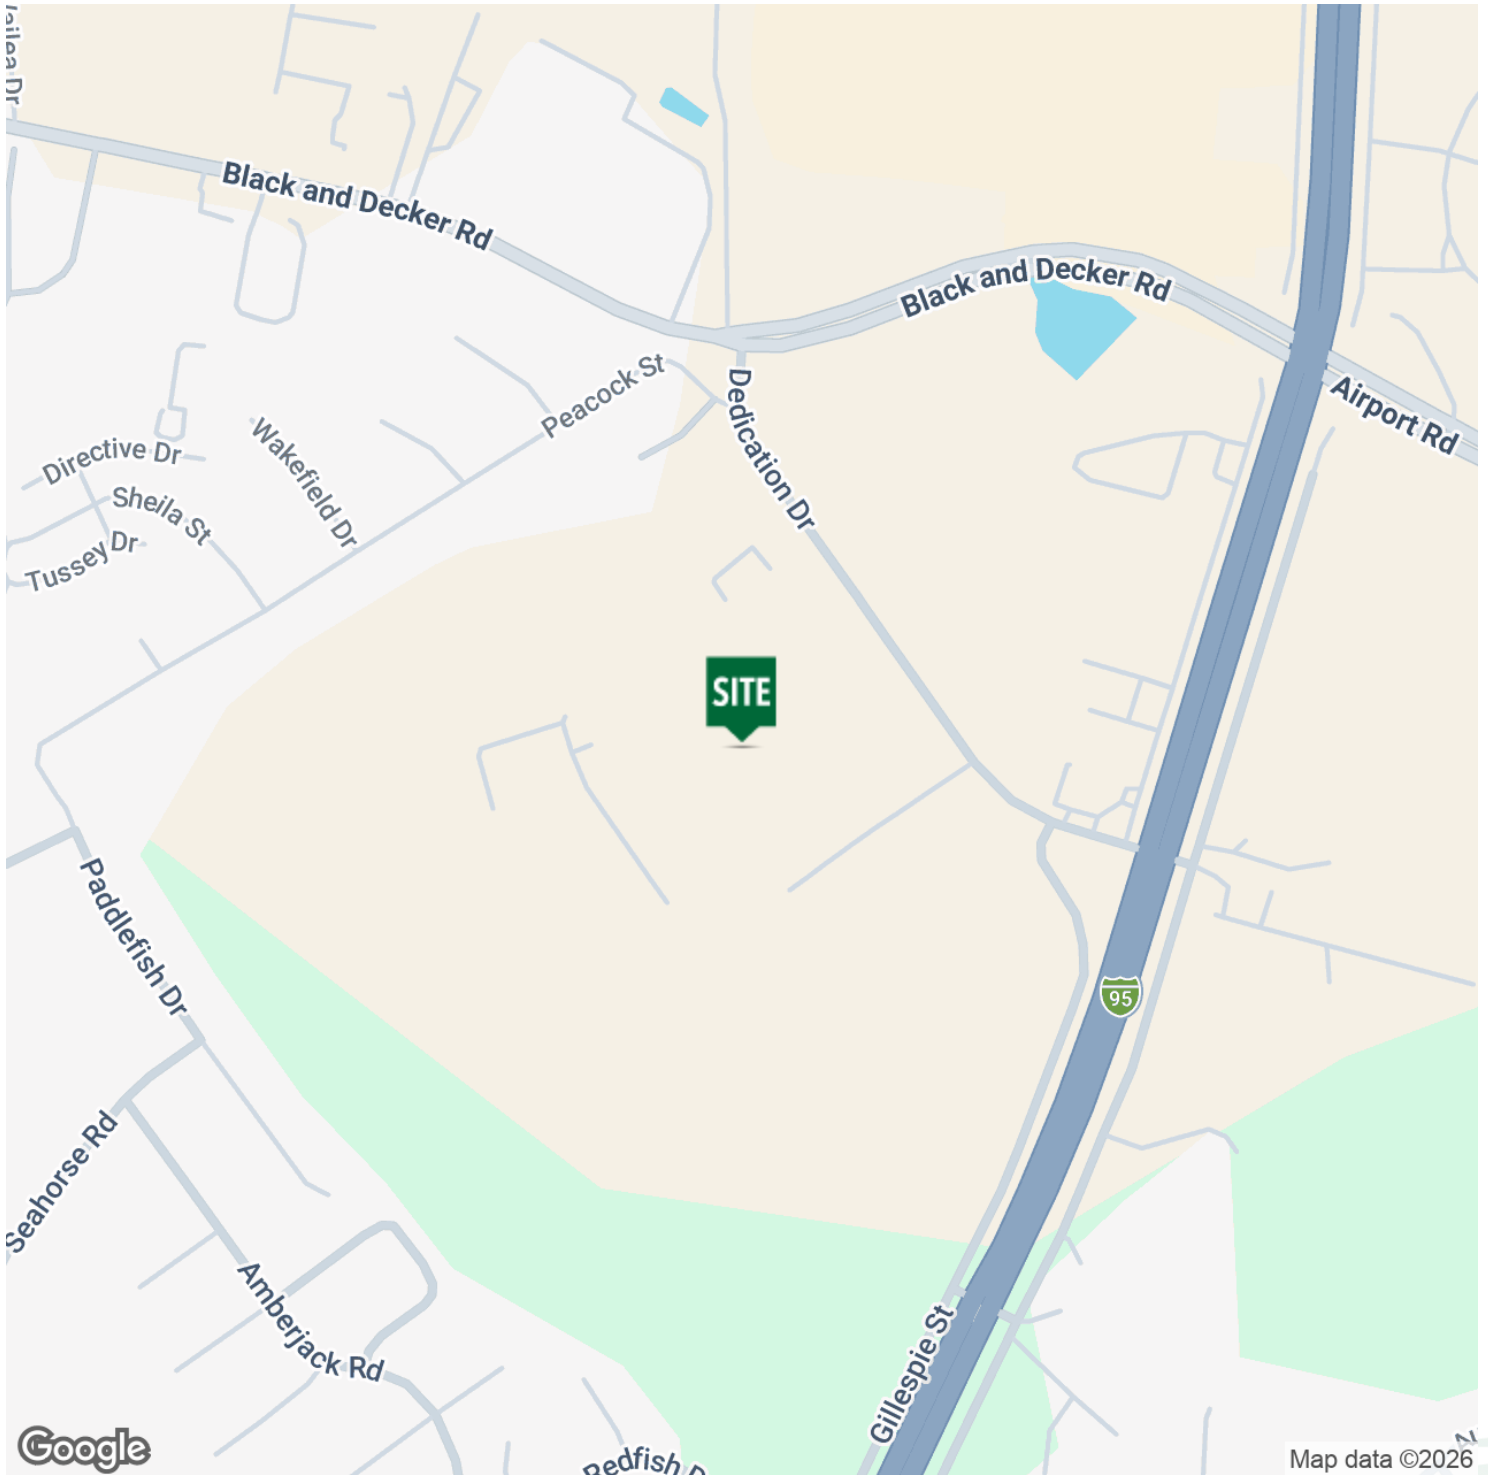 Black and Decker Rd
Black and Decker Rd
Airport Rd
Peacock St
Dedication Dr
Directive Dr
Wakefield Dr
Sheila St
Tussey Dr
SITE
Paddlefish Dr
95
Seahorse Rd
Amberjack Rd
Gillespie St
Google
Map data ©2026